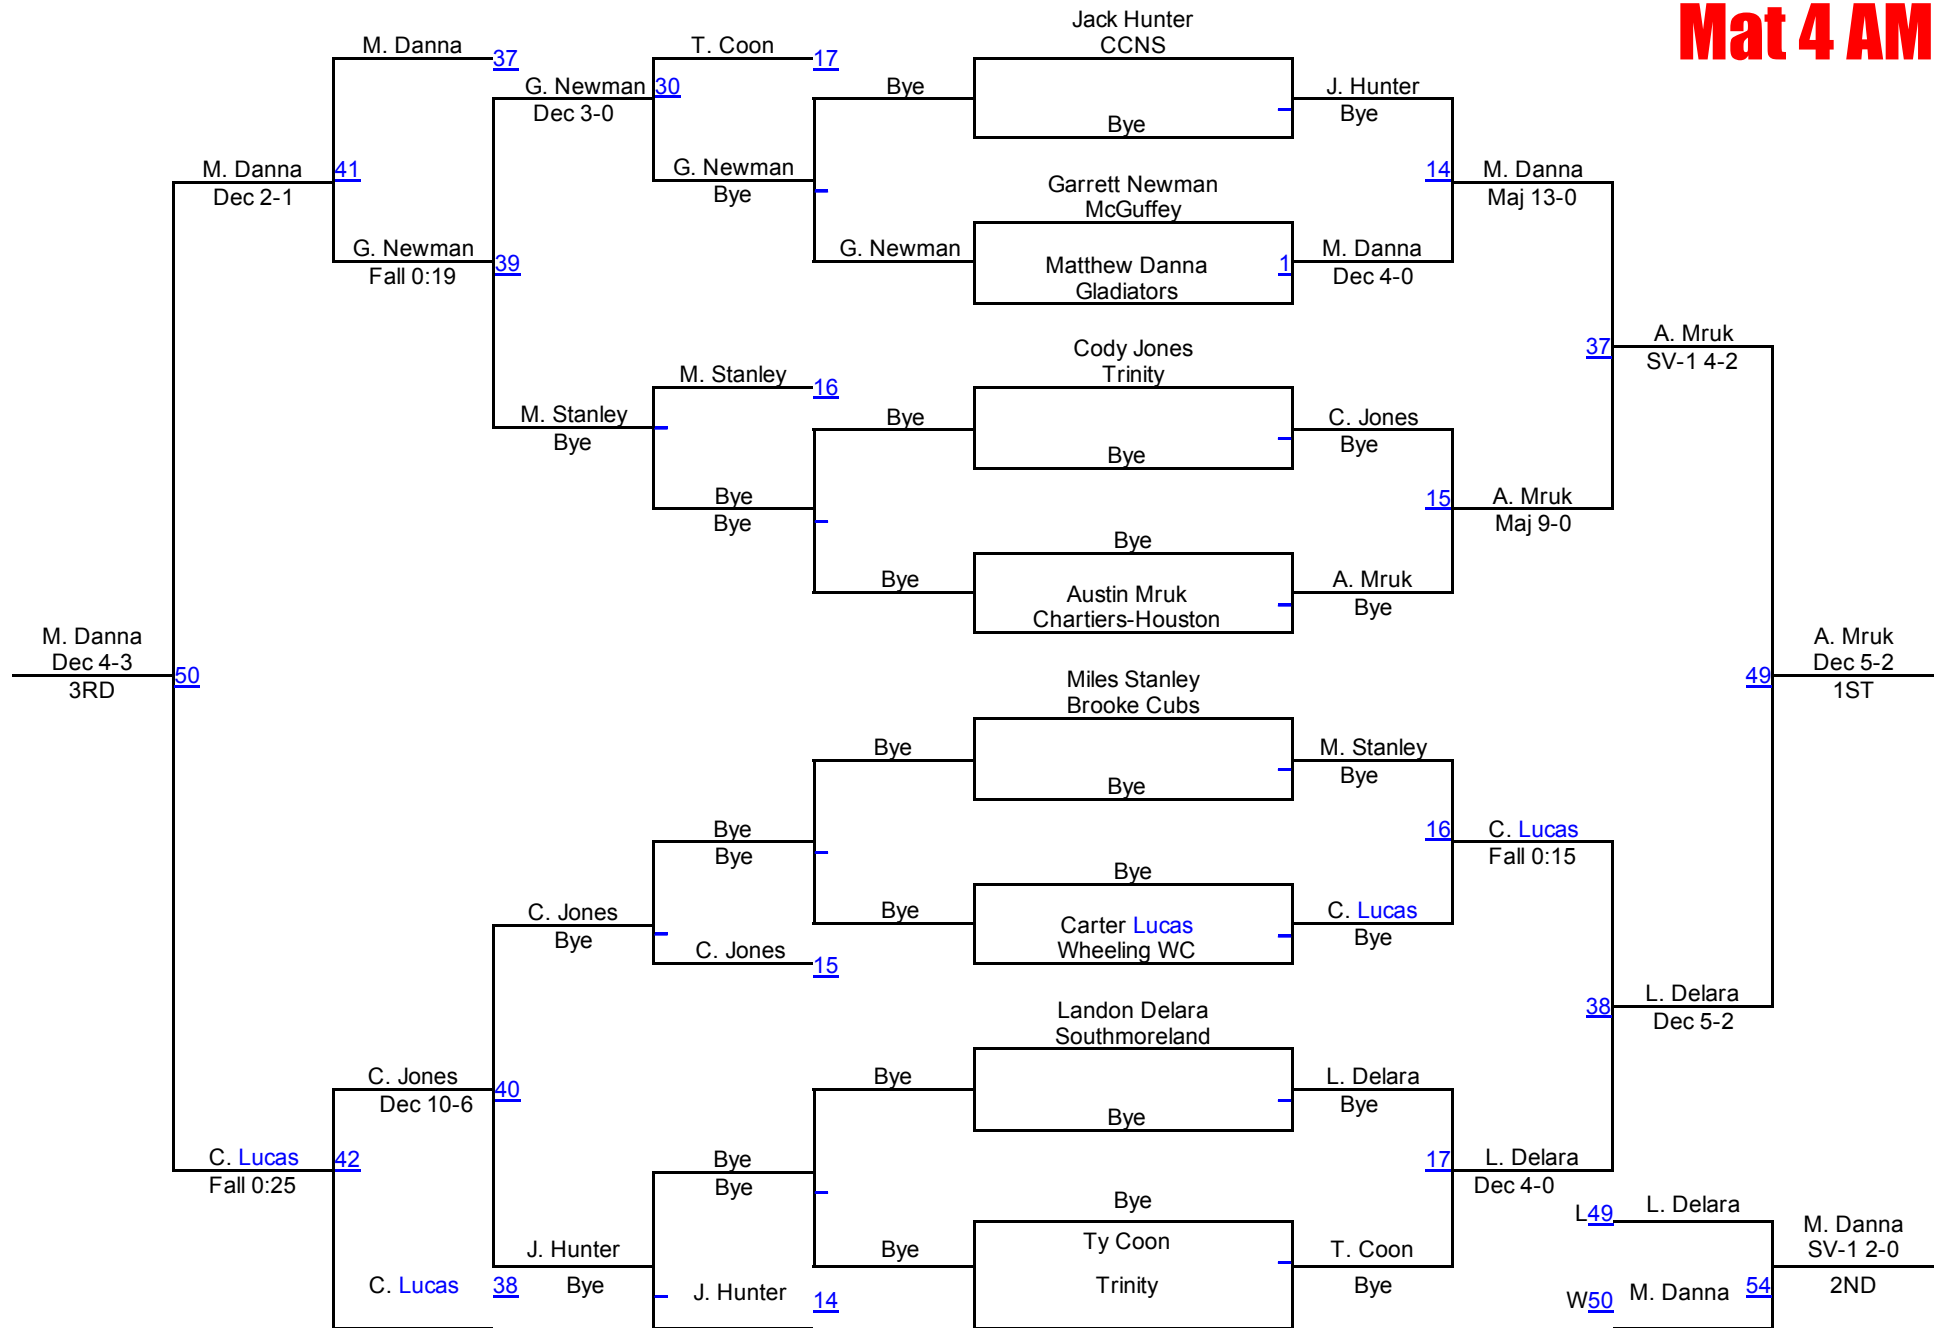 Mat 4 AM
Jack Hunter
CCNS
M. Danna
37
T. Coon
17
G. Newman
30
Dec 3-0
Bye
J. Hunter
Bye
Bye
M. Danna
Dec 2-1
41
G. Newman
Bye
Garrett Newman
McGuffey
14
M. Danna
Maj 13-0
G. Newman
Fall 0:19
39
G. Newman
Matthew Danna
Gladiators
1
M. Danna
Dec 4-0
Cody Jones
Trinity
37
A. Mruk
SV-1 4-2
M. Stanley
16
M. Stanley
Bye
Bye
C. Jones
Bye
Bye
Bye
Bye
15
A. Mruk
Maj 9-0
Bye
Bye
Austin Mruk
Chartiers-Houston
A. Mruk
Bye
M. Danna
Dec 4-3
3RD
50
Miles Stanley
Brooke Cubs
49
A. Mruk
Dec 5-2
1ST
Bye
M. Stanley
Bye
Bye
Bye
Bye
16
C. Lucas
Fall 0:15
Bye
C. Jones
Bye
Bye
Carter Lucas
Wheeling WC
C. Lucas
Bye
C. Jones
15
Landon Delara
Southmoreland
38
L. Delara
Dec 5-2
C. Jones
Dec 10-6
40
Bye
L. Delara
Bye
Bye
C. Lucas
Fall 0:25
42
Bye
Bye
17
L. Delara
Dec 4-0
Bye
L49
L. Delara
J. Hunter
Bye
Bye
Ty Coon
Trinity
T. Coon
Bye
M. Danna
SV-1 2-0
2ND
C. Lucas
38
J. Hunter
14
W50
M. Danna
54